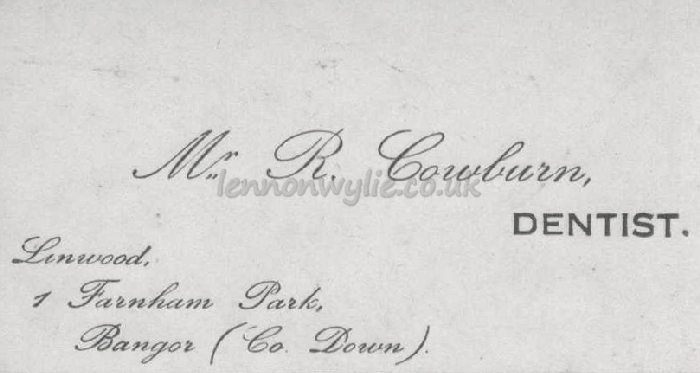 Mr. R. Cowburn,
lennonwylie.co.uk
DENTIST.
Linwood,
1 Farnham Park,
Bangor (Co. Down).